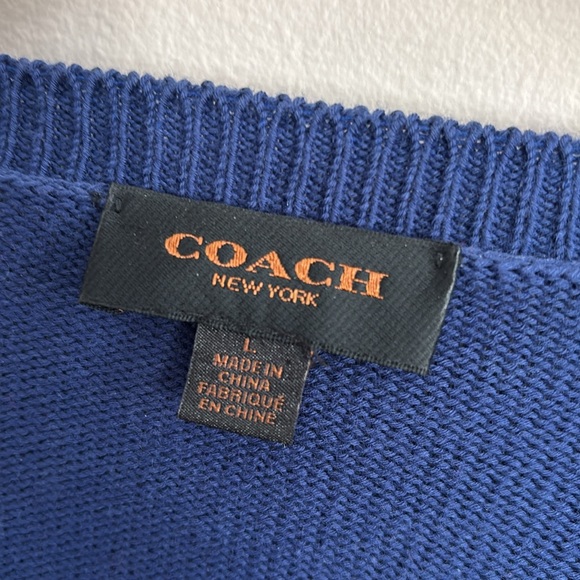 COACH
NEW YORK
L
MADE IN
CHINA
FABRIQUÉ
EN CHINE